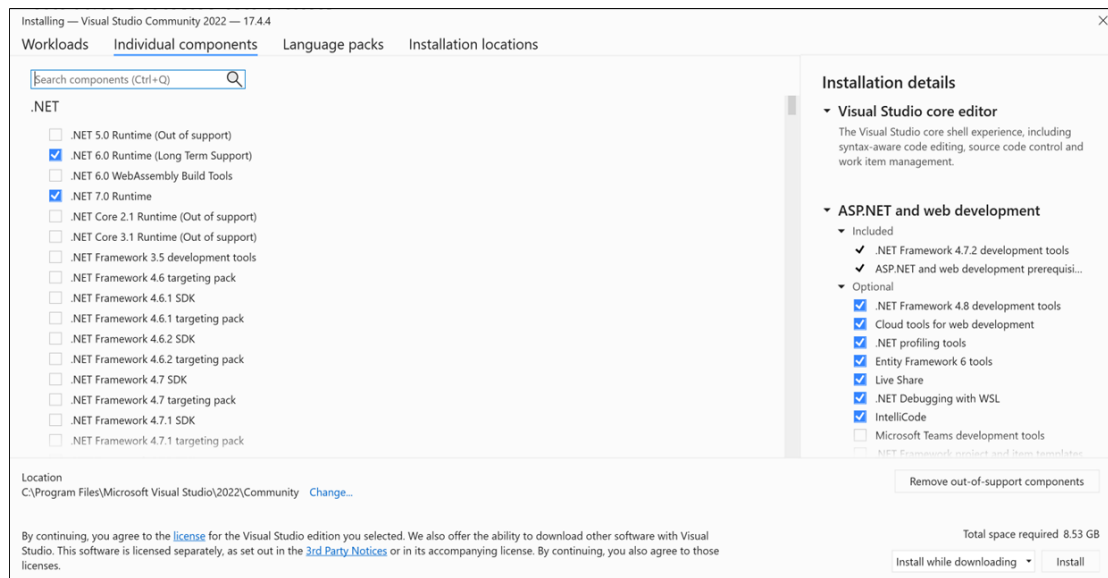 Installing — Visual Studio Community 2022 — 17.4.4
Workloads Individual components Language packs Installation locations
Search components (Ctrl+Q)
.NET
.NET 5.0 Runtime (Out of support)
.NET 6.0 Runtime (Long Term Support)
.NET 6.0 WebAssembly Build Tools
.NET 7.0 Runtime
.NET Core 2.1 Runtime (Out of support)
.NET Core 3.1 Runtime (Out of support)
.NET Framework 3.5 development tools
.NET Framework 4.6 targeting pack
.NET Framework 4.6.1 SDK
.NET Framework 4.6.1 targeting pack
.NET Framework 4.6.2 SDK
.NET Framework 4.6.2 targeting pack
.NET Framework 4.7 SDK
.NET Framework 4.7 targeting pack
.NET Framework 4.7.1 SDK
.NET Framework 4.7.1 targeting pack
Installation details
Visual Studio core editor
The Visual Studio core shell experience, including
syntax-aware code editing, source code control and
work item management.
ASP.NET and web development
Included
.NET Framework 4.7.2 development tools
ASP.NET and web development prerequisi...
Optional
.NET Framework 4.8 development tools
Cloud tools for web development
.NET profiling tools
Entity Framework 6 tools
Live Share
.NET Debugging with WSL
IntelliCode
Microsoft Teams development tools
.NET Framework project and item templates
Location
C:\Program Files\Microsoft Visual Studio\2022\Community Change...
Remove out-of-support components
By continuing, you agree to the license for the Visual Studio edition you selected. We also offer the ability to download other software with Visual
Studio. This software is licensed separately, as set out in the 3rd Party Notices or in its accompanying license. By continuing, you also agree to those
licenses.
Total space required 8.53 GB
Install while downloading Install